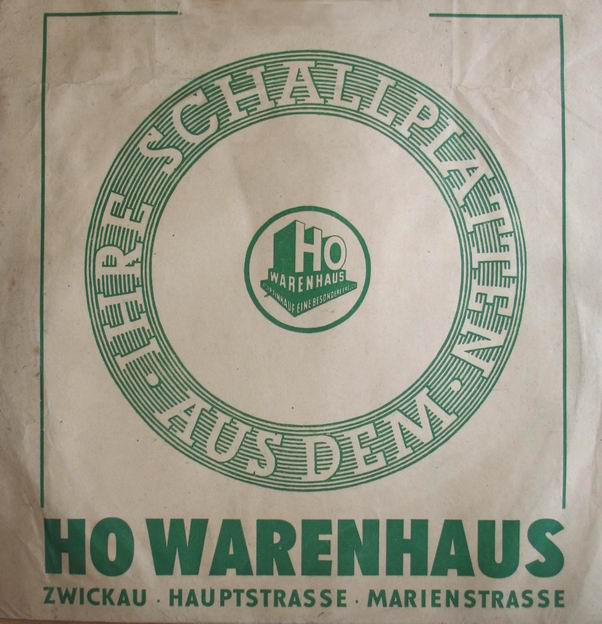 · IHRE SCHALLPLATTEN ·
AUS DEM
HO
WARENHAUS
HO WARENHAUS
ZWICKAU · HAUPTSTRASSE · MARIENSTRASSE